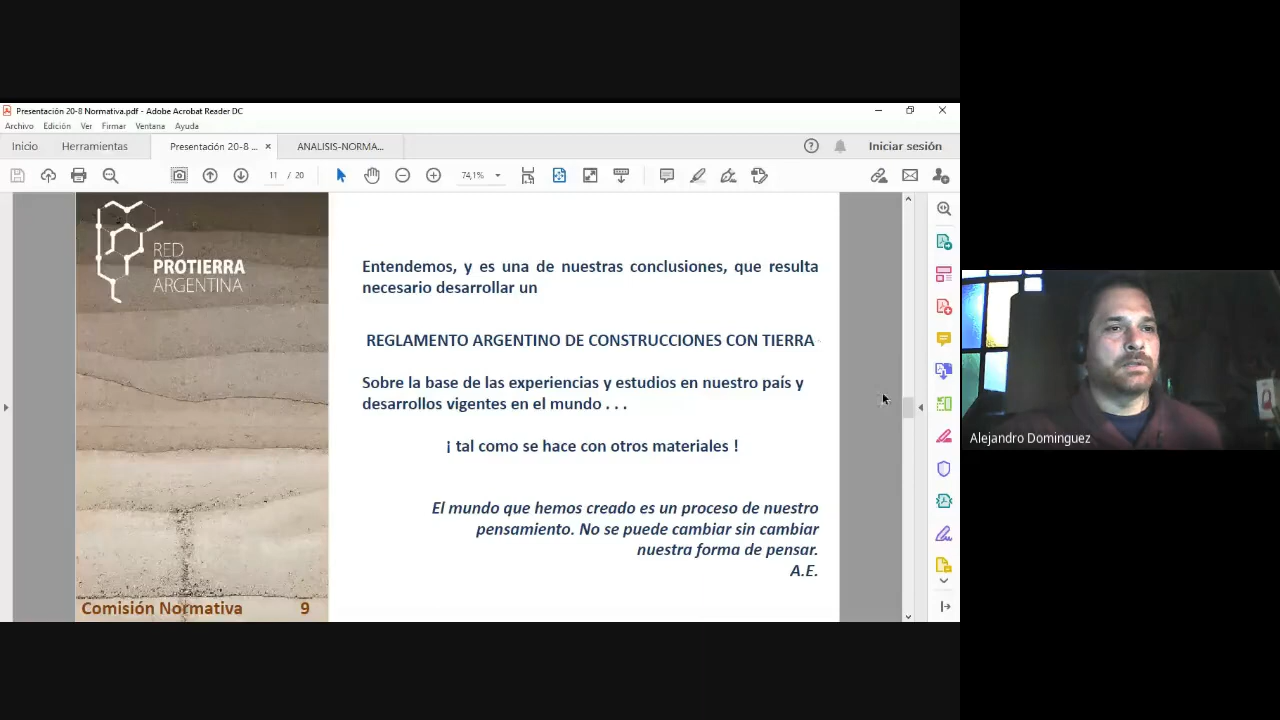 Presentación 20-8 Normativa.pdf - Adobe Acrobat Reader DC
Archivo Edición Ver Firmar Ventana Ayuda
Inicio Herramientas Presentación 20-8 ... × ANALISIS-NORMA... Iniciar sesión
11 / 20 74,1%
RED
PROTIERRA
ARGENTINA
Entendemos, y es una de nuestras conclusiones, que resulta
necesario desarrollar un
REGLAMENTO ARGENTINO DE CONSTRUCCIONES CON TIERRA
Sobre la base de las experiencias y estudios en nuestro país y
desarrollos vigentes en el mundo . . .
¡ tal como se hace con otros materiales !
El mundo que hemos creado es un proceso de nuestro
pensamiento. No se puede cambiar sin cambiar
nuestra forma de pensar.
A.E.
Comisión Normativa 9
Alejandro Dominguez